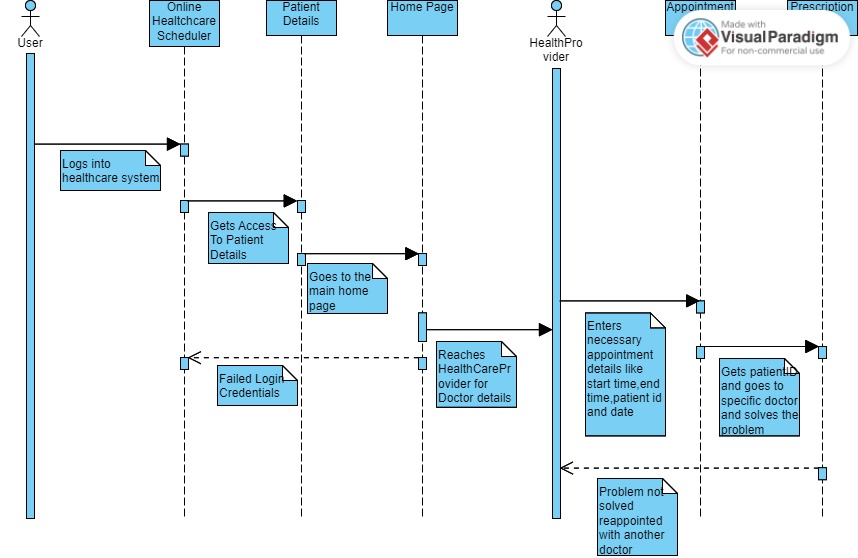 Online
Healthcare
Scheduler
Patient
Details
Home Page
Appointment
Prescription
User
HealthPro
vider
Made with
VisualParadigm
For non-commercial use
Logs into
healthcare system
Gets Access
To Patient
Details
Goes to the
main home
page
Reaches
HealthCarePr
ovider for
Doctor details
Failed Login
Credentials
Enters
necessary
appointment
details like
start time,end
time,patient id
and date
Gets patientID
and goes to
specific doctor
and solves the
problem
Problem not
solved
reappointed
with another
doctor